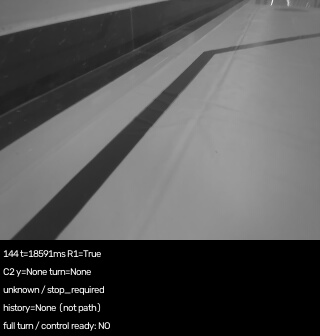 144 t=18591ms R1=True
C2 y=None turn=None
unknown / stop_required
history=None (not path)
full turn / control ready: NO